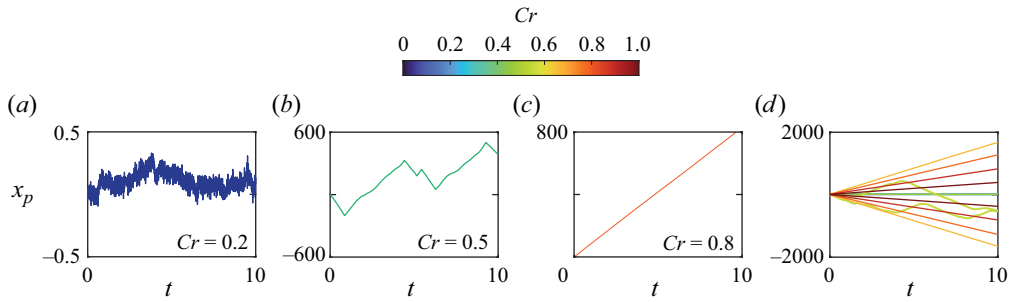 Cr
0 0.2 0.4 0.6 0.8 1.0
(a) (b) (c) (d)
0.5 600 800 2000
x_p
Cr = 0.2 Cr = 0.5 Cr = 0.8
−0.5 −600 −2000
0 10 0 10 0 10 0 10
t t t t